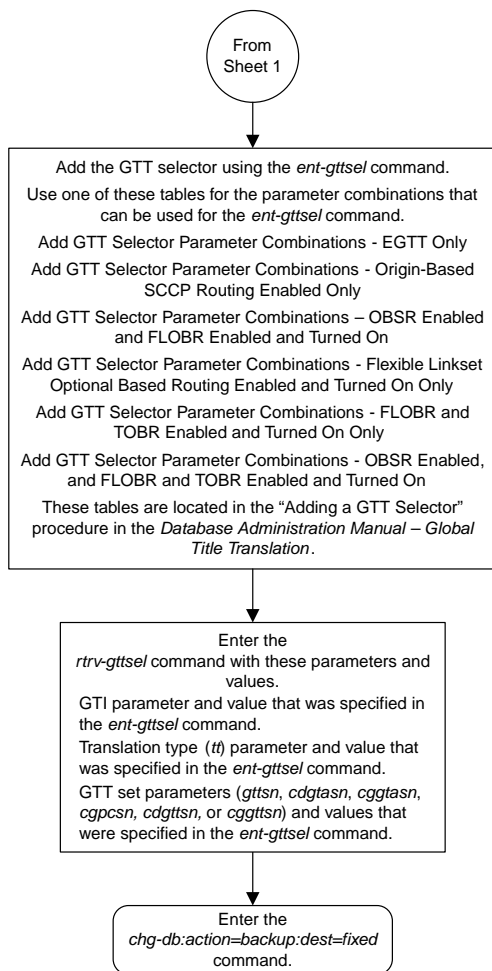 From
Sheet 1
Add the GTT selector using the ent-gttsel command.
Use one of these tables for the parameter combinations that
can be used for the ent-gttsel command.
Add GTT Selector Parameter Combinations - EGTT Only
Add GTT Selector Parameter Combinations - Origin-Based
SCCP Routing Enabled Only
Add GTT Selector Parameter Combinations – OBSR Enabled
and FLOBR Enabled and Turned On
Add GTT Selector Parameter Combinations - Flexible Linkset
Optional Based Routing Enabled and Turned On Only
Add GTT Selector Parameter Combinations - FLOBR and
TOBR Enabled and Turned On Only
Add GTT Selector Parameter Combinations - OBSR Enabled,
and FLOBR and TOBR Enabled and Turned On
These tables are located in the “Adding a GTT Selector”
procedure in the Database Administration Manual – Global
Title Translation.
Enter the
rtrv-gttsel command with these parameters and
values.
GTI parameter and value that was specified in
the ent-gttsel command.
Translation type (tt) parameter and value that
was specified in the ent-gttsel command.
GTT set parameters (gttsn, cdgtasn, cggtasn,
cgpcsn, cdgttsn, or cggttsn) and values that
were specified in the ent-gttsel command.
Enter the
chg-db:action=backup:dest=fixed
command.